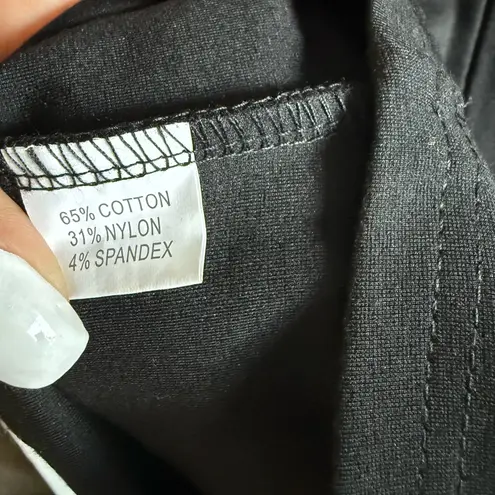 65% COTTON
31% NYLON
4% SPANDEX